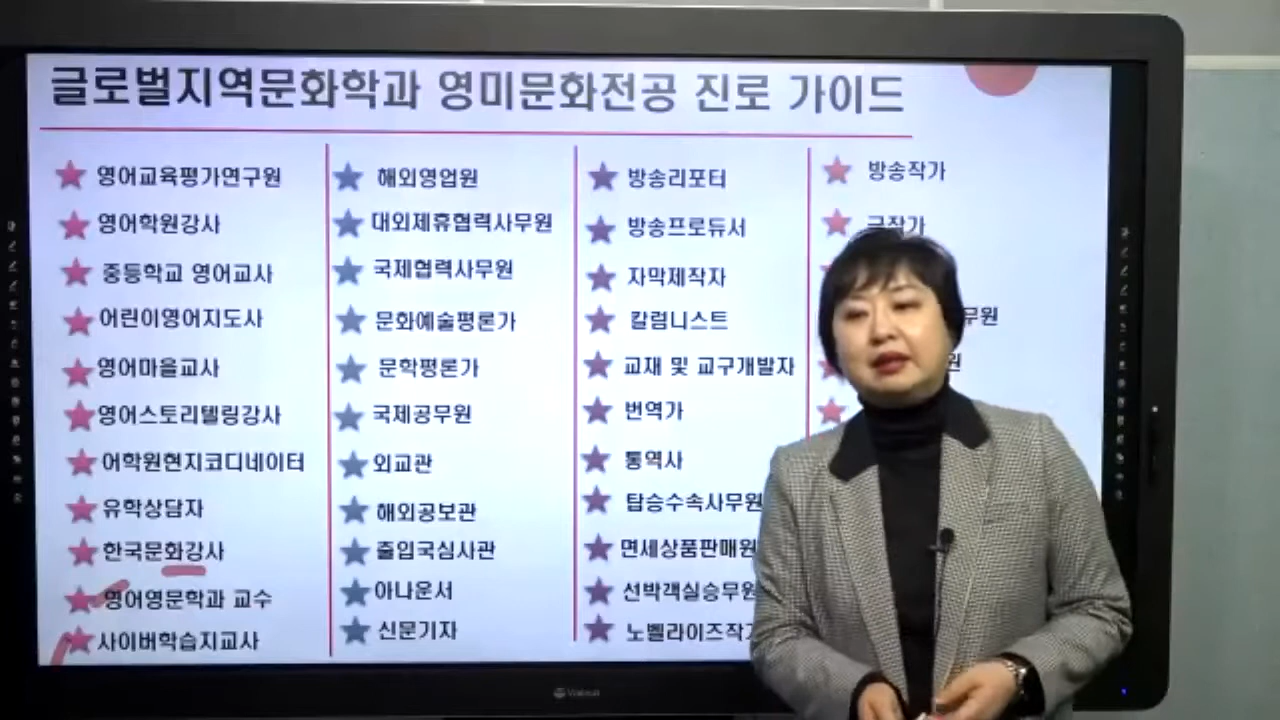 글로벌지역문화학과 영미문화전공 진로 가이드
영어교육평가연구원
영어학원강사
중등학교 영어교사
어린이영어지도사
영어마을교사
영어스토리텔링강사
어학원현지코디네이터
유학상담자
한국문화강사
영어영문학과 교수
사이버학습지교사
해외영업원
대외제휴협력사무원
국제협력사무원
문화예술평론가
문학평론가
국제공무원
외교관
해외공보관
출입국심사관
아나운서
신문기자
방송리포터
방송프로듀서
자막제작자
칼럼니스트
교재 및 교구개발자
번역가
통역사
탑승수속사무원
면세상품판매원
선박객실승무원
노벨라이즈작가
방송작가
극작가
무원
원